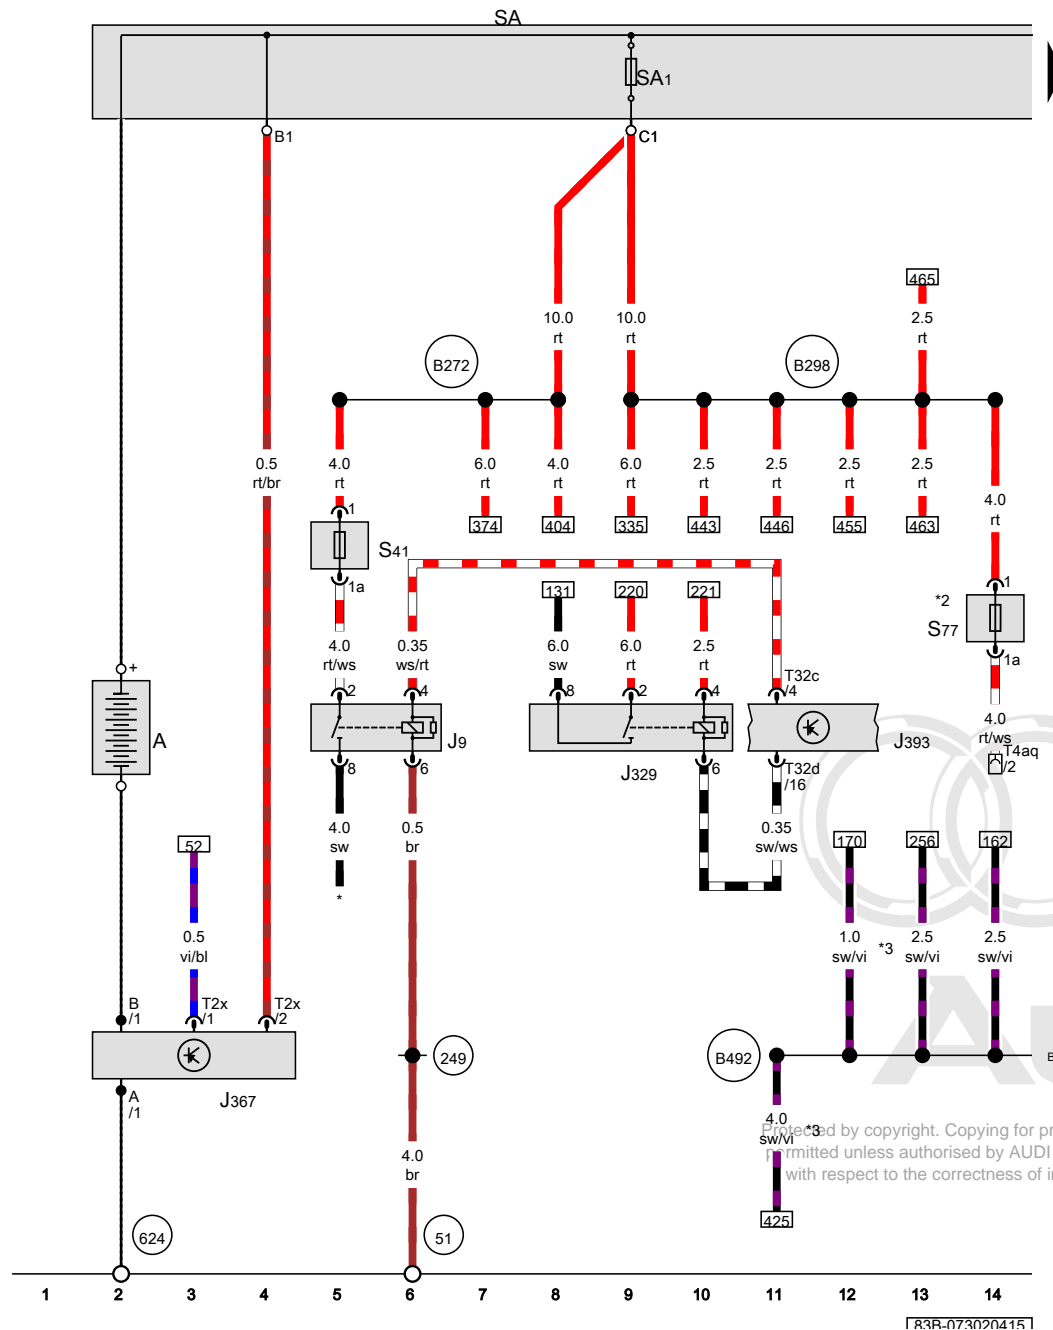 SA
SA1
B1
C1
465
10.0
rt
10.0
rt
2.5
rt
B272
B298
0.5
rt/br
4.0
rt
6.0
rt
4.0
rt
6.0
rt
2.5
rt
2.5
rt
2.5
rt
2.5
rt
4.0
rt
374
404
335
443
446
455
463
1
S41
1a
131
220
221
*2
1
S77
1a
4.0
rt/ws
0.35
ws/rt
6.0
sw
6.0
rt
2.5
rt
T32c
/4
+
A
2
4
J9
8
6
8
2
4
J329
6
J393
T32d
/16
4.0
rt/ws
T4aq
/2
52
4.0
sw
*
0.5
br
0.35
sw/ws
170
256
162
0.5
vi/bl
1.0
sw/vi
*3
2.5
sw/vi
2.5
sw/vi
B
/1
T2x
/1
T2x
/2
J367
A
/1
249
B492
B
4.0
sw/vi
*3
Au
Protected by copyright. Copying for pr
permitted unless authorised by AUDI
with respect to the correctness of i
4.0
br
425
624
51
1 2 3 4 5 6 7 8 9 10 11 12 13 14
83B-073020415